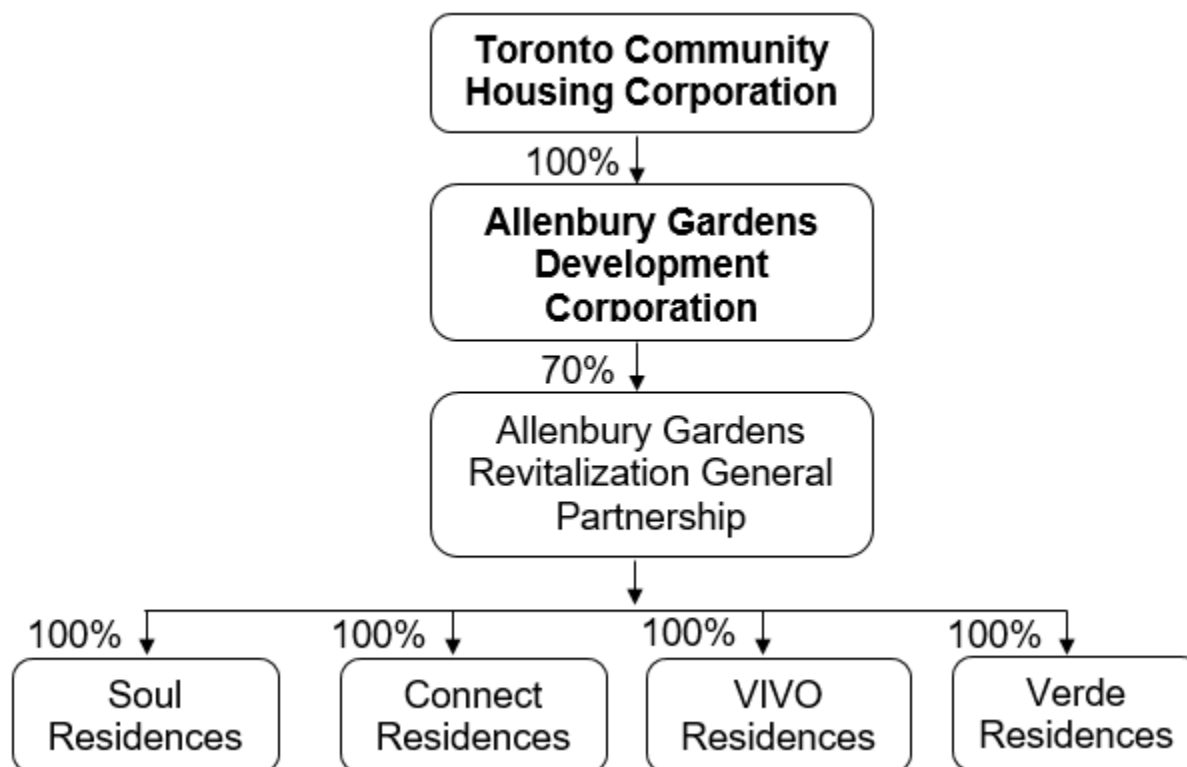 Toronto Community
Housing Corporation
100%
Allenbury Gardens
Development
Corporation
70%
Allenbury Gardens
Revitalization General
Partnership
100%
100%
100%
100%
Soul
Residences
Connect
Residences
VIVO
Residences
Verde
Residences